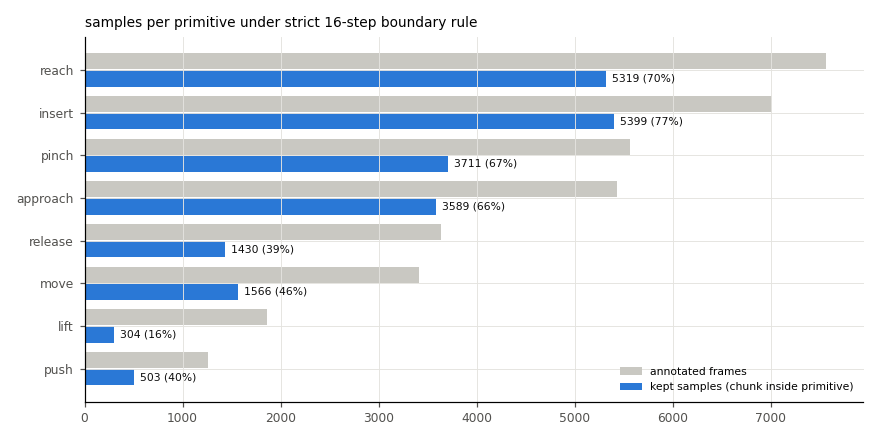 samples per primitive under strict 16-step boundary rule
reach
5319 (70%)
insert
5399 (77%)
pinch
3711 (67%)
approach
3589 (66%)
release
1430 (39%)
move
1566 (46%)
lift
304 (16%)
push
503 (40%)
annotated frames
kept samples (chunk inside primitive)
0 1000 2000 3000 4000 5000 6000 7000